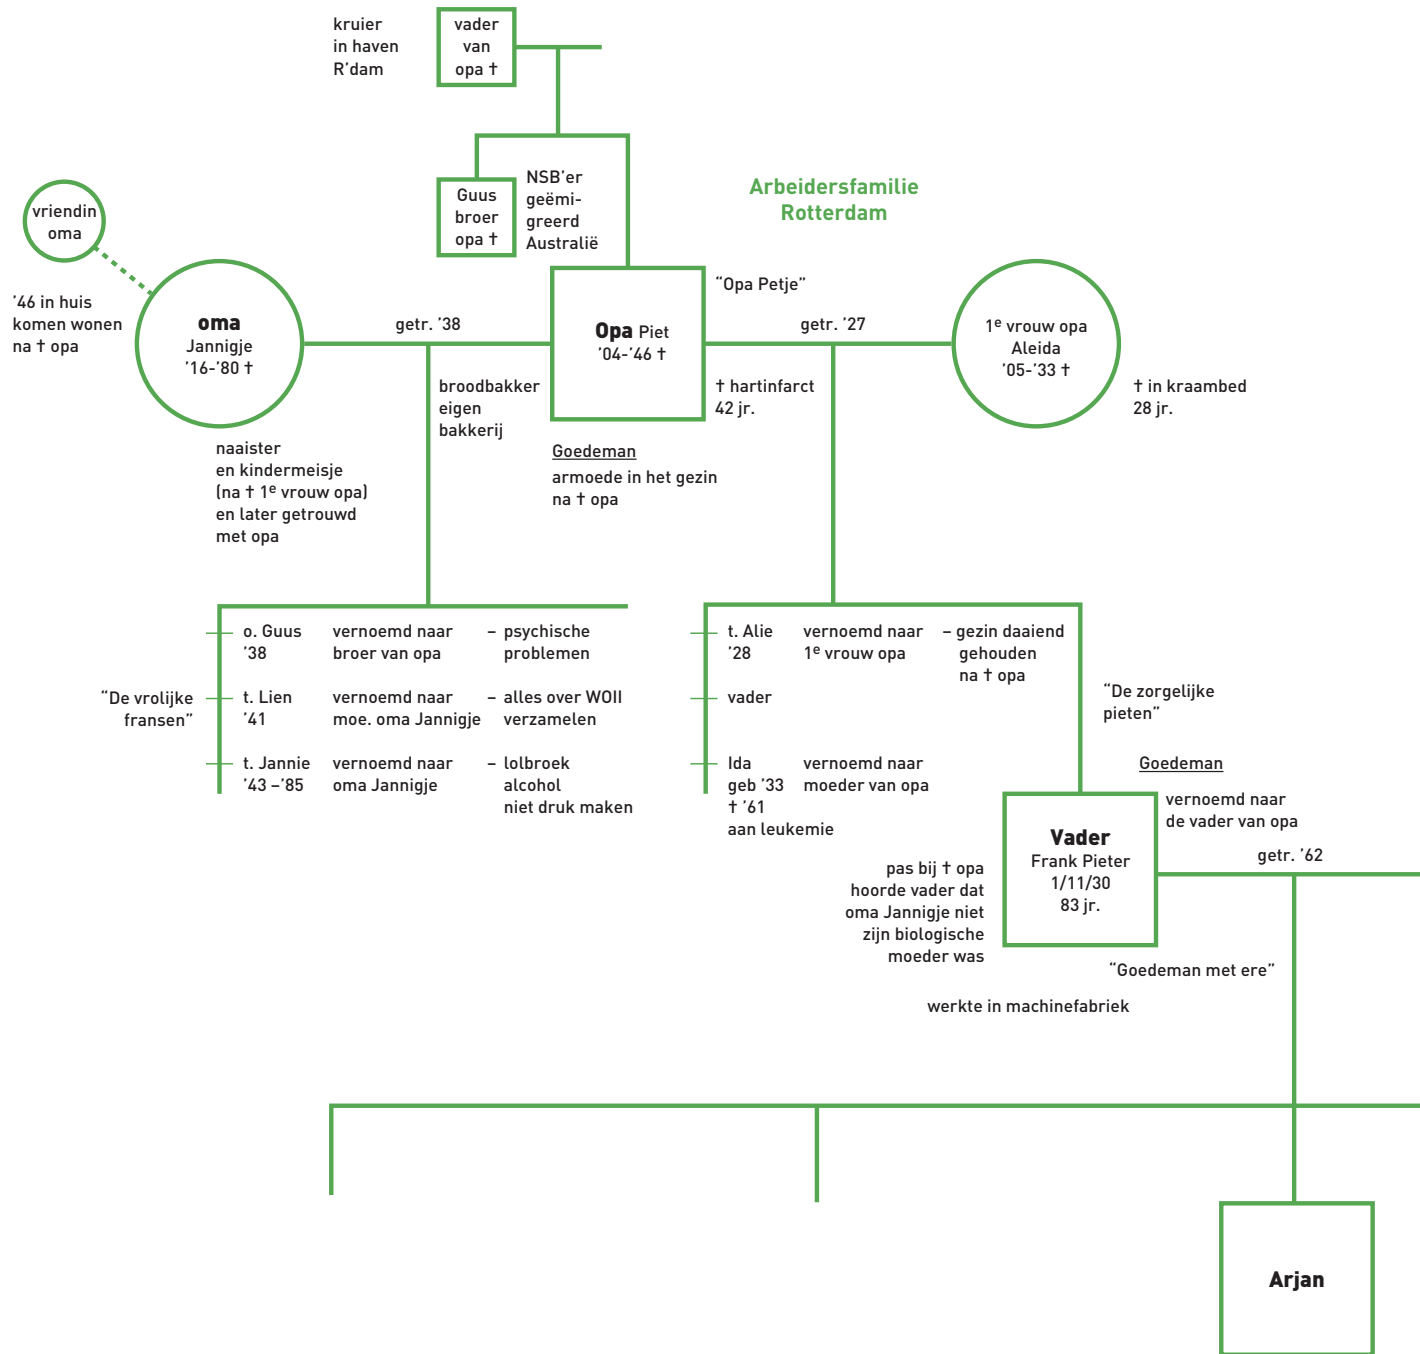 kruier
in haven
R’dam
vader
van
opa †
Guus
broer
opa †
NSB’er
geëmi-
greerd
Australië
Arbeidersfamilie
Rotterdam
vriendin
oma
’46 in huis
komen wonen
na † opa
oma
Jannigje
’16-’80 †
getr. ’38
Opa Piet
’04-’46 †
“Opa Petje”
getr. ’27
1e vrouw opa
Aleida
’05-’33 †
† in kraambed
28 jr.
broodbakker
eigen
bakkerij
† hartinfarct
42 jr.
naaister
en kindermeisje
(na † 1e vrouw opa)
en later getrouwd
met opa
Goedeman
armoede in het gezin
na † opa
“De vrolijke
fransen”
o. Guus vernoemd naar – psychische
’38 broer van opa problemen
t. Lien vernoemd naar – alles over WOII
’41 moe. oma Jannigje verzamelen
t. Jannie vernoemd naar – lolbroek
’43 –’85 oma Jannigje alcohol
niet druk maken
t. Alie vernoemd naar – gezin daaiend
’28 1e vrouw opa gehouden
na † opa
vader
Ida vernoemd naar
geb ’33 moeder van opa
† ’61
aan leukemie
“De zorgelijke
pieten”
Goedeman
vernoemd naar
de vader van opa
Vader
Frank Pieter
1/11/30
83 jr.
getr. ’62
pas bij † opa
hoorde vader dat
oma Jannigje niet
zijn biologische
moeder was
“Goedeman met ere”
werkte in machinefabriek
Arjan